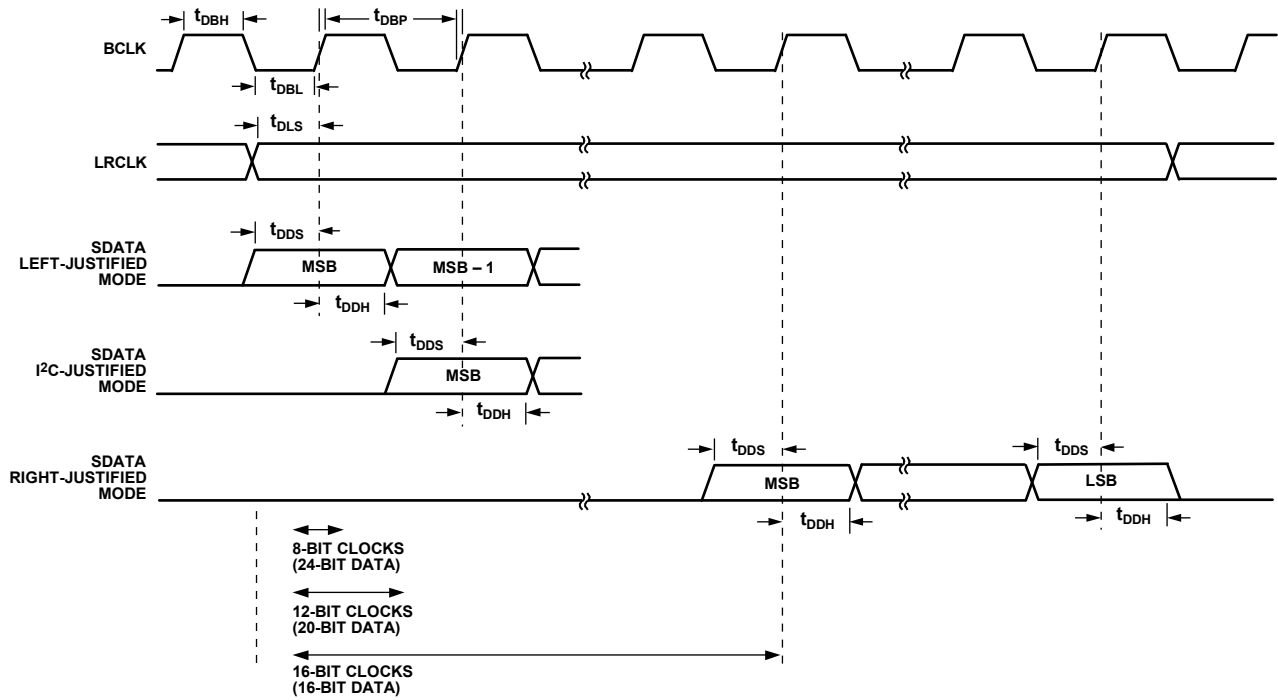 tDBH
tDBP
BCLK
tDBL
tDLS
LRCLK
tDDS
SDATA
LEFT-JUSTIFIED
MODE
MSB
MSB – 1
tDDH
tDDS
SDATA
I²C-JUSTIFIED
MODE
MSB
tDDH
tDDS
tDDS
SDATA
RIGHT-JUSTIFIED
MODE
MSB
LSB
tDDH
tDDH
8-BIT CLOCKS
(24-BIT DATA)
12-BIT CLOCKS
(20-BIT DATA)
16-BIT CLOCKS
(16-BIT DATA)